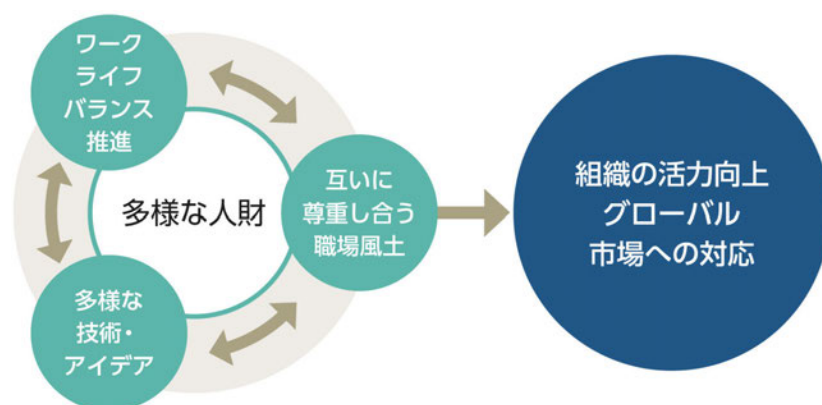 ワーク
ライフ
バランス
推進
多様な人財
互いに
尊重し合う
職場風土
多様な
技術・
アイデア
組織の活力向上
グローバル
市場への対応